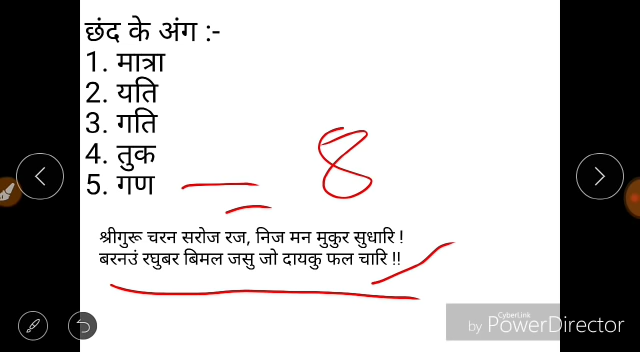 छंद के अंग :-
1. मात्रा
2. यति
3. गति
4. तुक
5. गण
8
श्रीगुरू चरन सरोज रज, निज मन मुकुर सुधारि !
बरनउं रघुबर बिमल जसु जो दायकु फल चारि !!
CyberLink
by PowerDirector